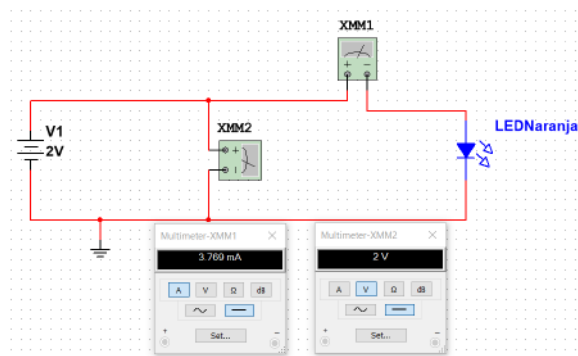 XMM1
V1
2V
XMM2
LEDNaranja
Multimeter-XMM1
3.769 mA
A V Ω dB
Set...
+ −
Multimeter-XMM2
2 V
A V Ω dB
Set...
+ −